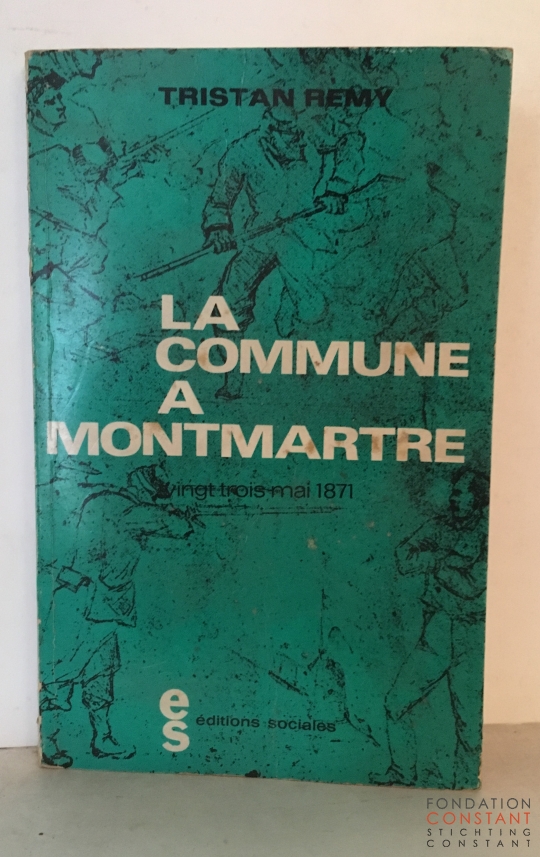 TRISTAN REMY
LA
COMMUNE
A
MONTMARTRE
vingt trois mai 1871
es
éditions sociales
FONDATION
CONSTANT
STICHTING
CONSTANT